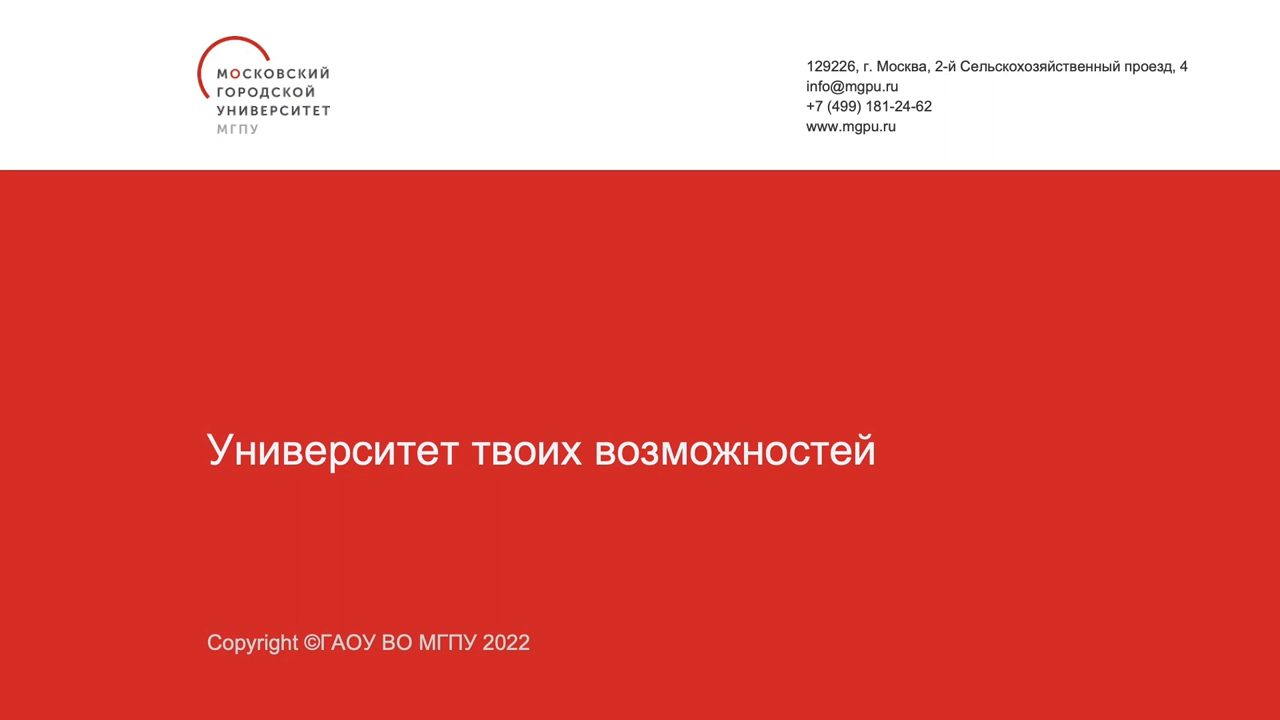 МОСКОВСКИЙ
ГОРОДСКОЙ
УНИВЕРСИТЕТ
МГПУ
129226, г. Москва, 2-й Сельскохозяйственный проезд, 4
info@mgpu.ru
+7 (499) 181-24-62
www.mgpu.ru
Университет твоих возможностей
Copyright ©ГАОУ ВО МГПУ 2022